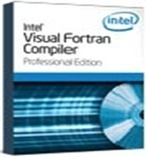 intel
Intel®
Visual Fortran
Compiler
Professional Edition